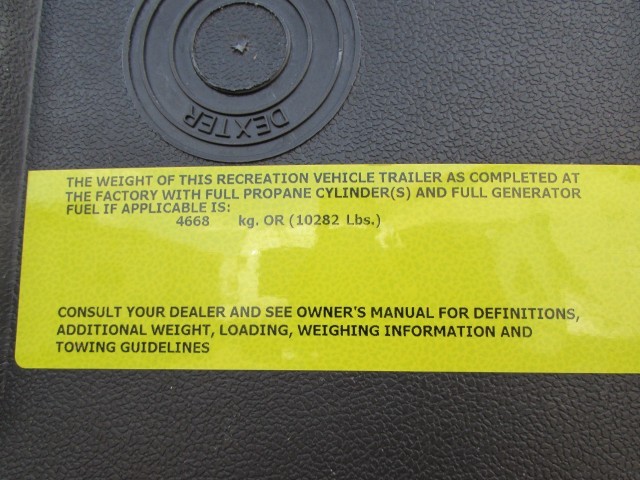 DEXTER
THE WEIGHT OF THIS RECREATION VEHICLE TRAILER AS COMPLETED AT
THE FACTORY WITH FULL PROPANE CYLINDER(S) AND FULL GENERATOR
FUEL IF APPLICABLE IS:
4668 kg. OR (10282 Lbs.)
CONSULT YOUR DEALER AND SEE OWNER'S MANUAL FOR DEFINITIONS,
ADDITIONAL WEIGHT, LOADING, WEIGHING INFORMATION AND
TOWING GUIDELINES